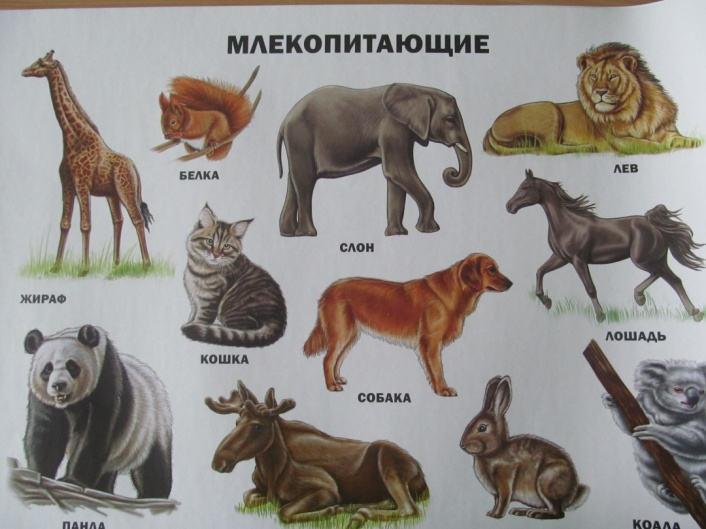 МЛЕКОПИТАЮЩИЕ
БЕЛКА
ЛЕВ
СЛОН
ЖИРАФ
ЛОШАДЬ
КОШКА
СОБАКА
ПАНДА
КОАЛА